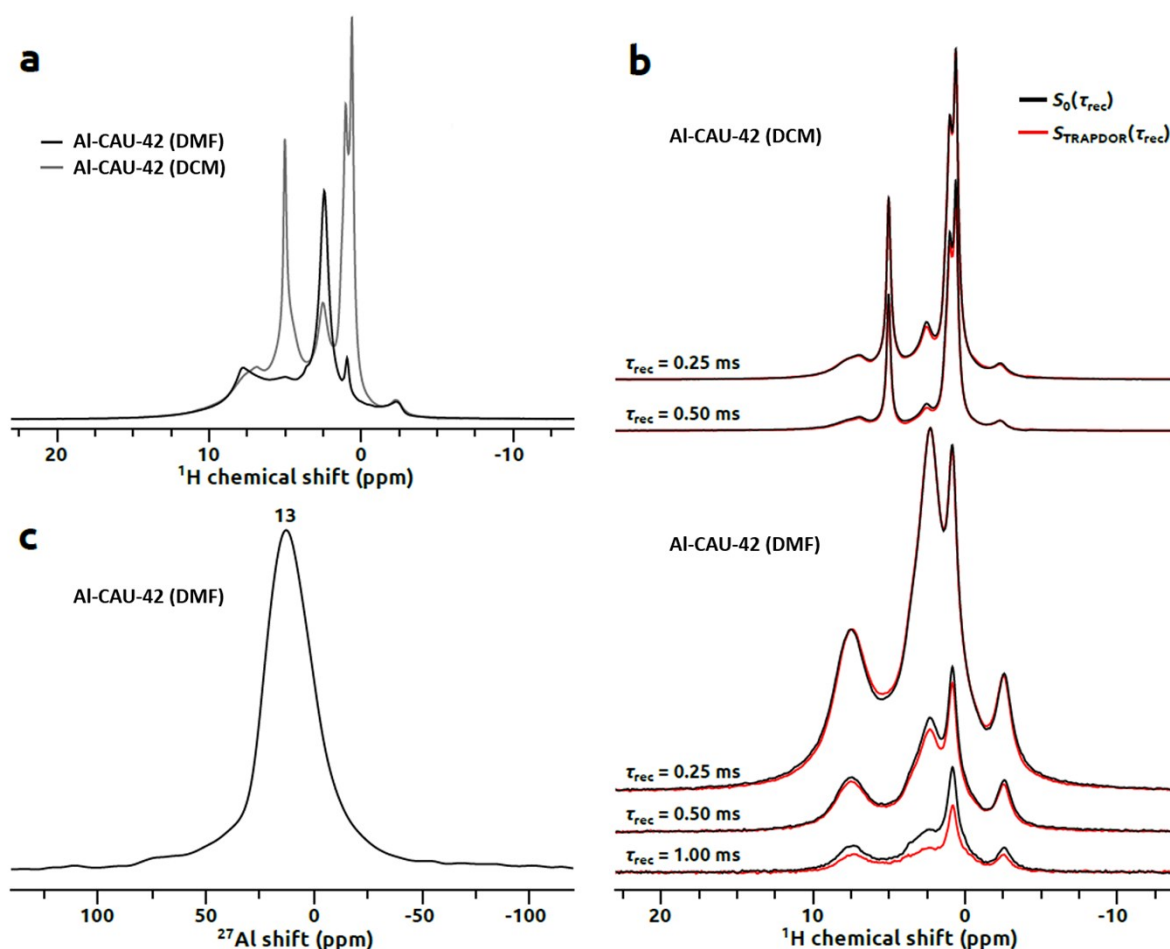 a
Al-CAU-42 (DMF)
Al-CAU-42 (DCM)
20 10 0 -10
¹H chemical shift (ppm)
b
S₀(τrec)
S_TRAPDOR(τrec)
Al-CAU-42 (DCM)
τrec = 0.25 ms
τrec = 0.50 ms
Al-CAU-42 (DMF)
τrec = 0.25 ms
τrec = 0.50 ms
τrec = 1.00 ms
20 10 0 -10
¹H chemical shift (ppm)
c
13
Al-CAU-42 (DMF)
100 50 0 -50 -100
²⁷Al shift (ppm)